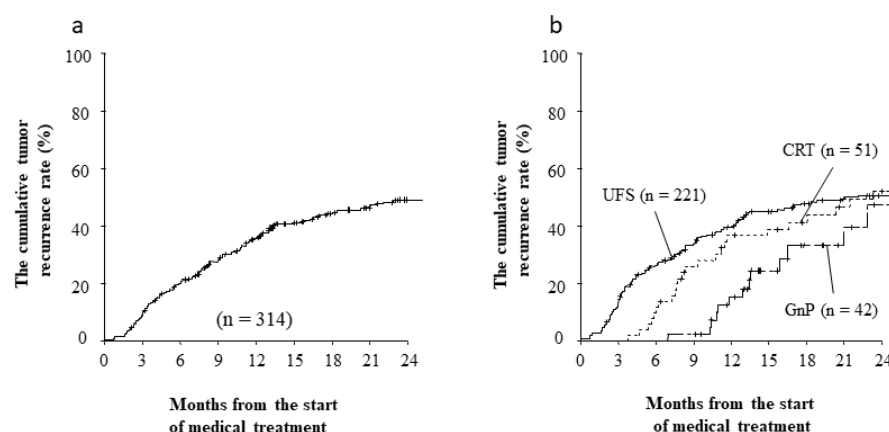 a
The cumulative tumor
recurrence rate (%)
100
80
60
40
20
0
(n = 314)
0 3 6 9 12 15 18 21 24
Months from the start
of medical treatment
b
The cumulative tumor
recurrence rate (%)
100
80
60
40
20
0
CRT (n = 51)
UFS (n = 221)
GnP (n = 42)
0 3 6 9 12 15 18 21 24
Months from the start
of medical treatment